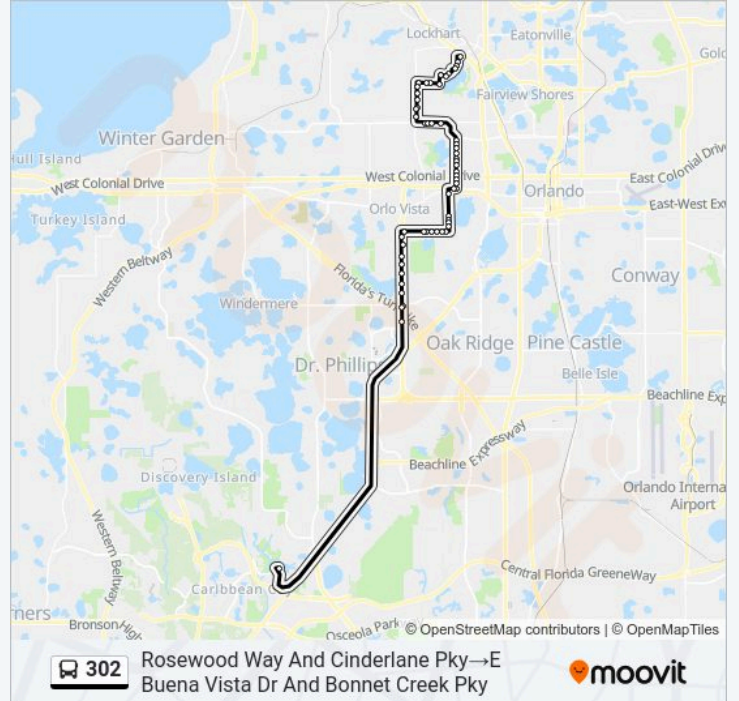 Lockhart
Eatonville
Gold
Fairview Shores
Winter Garden
Hull Island
West Colonial Drive
West Colonial Drive
East Colonial Drive
Orlando
Orlo Vista
East-West Ex
Turkey Island
Western Beltway
Florida's Turnpike
Conway
Windermere
Oak Ridge
Pine Castle
Dr. Phillips
Belle Isle
Beachline Exp
Beachline Expressway
Discovery Island
Orlando Interna
Airport
Western Beltway
Central Florida GreeneWay
Caribbean
ners
Bronson High
Osceola Park
© OpenStreetMap contributors | © OpenMapTiles
302
Rosewood Way And Cinderlane Pky→E
Buena Vista Dr And Bonnet Creek Pky
moovit